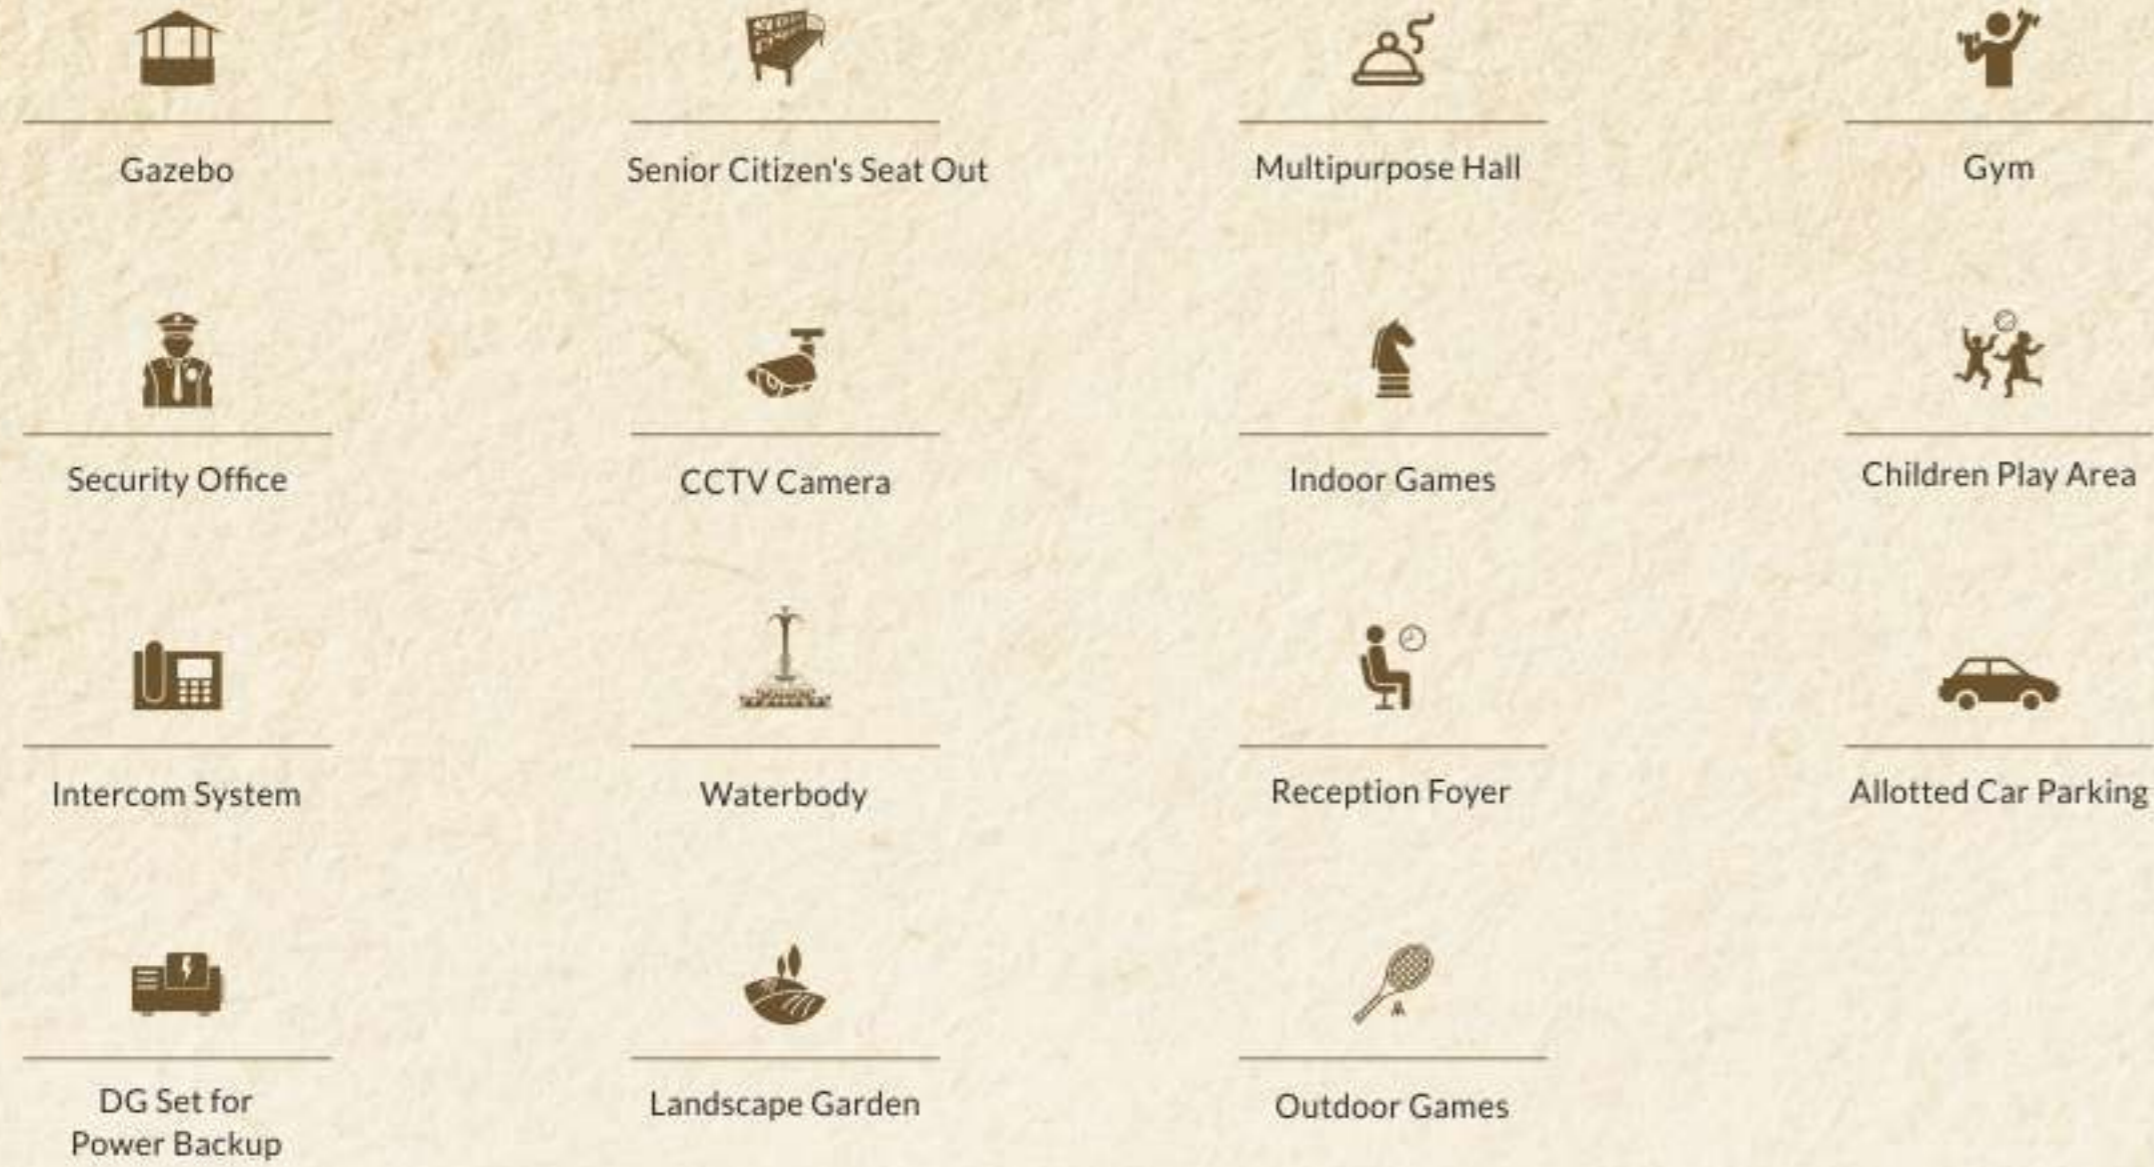 Gazebo
Senior Citizen's Seat Out
Multipurpose Hall
Gym
Security Office
CCTV Camera
Indoor Games
Children Play Area
Intercom System
Waterbody
Reception Foyer
Allotted Car Parking
DG Set for
Power Backup
Landscape Garden
Outdoor Games